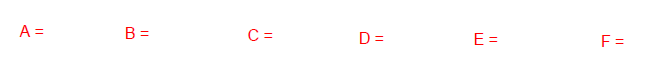 A = B = C = D = E = F =